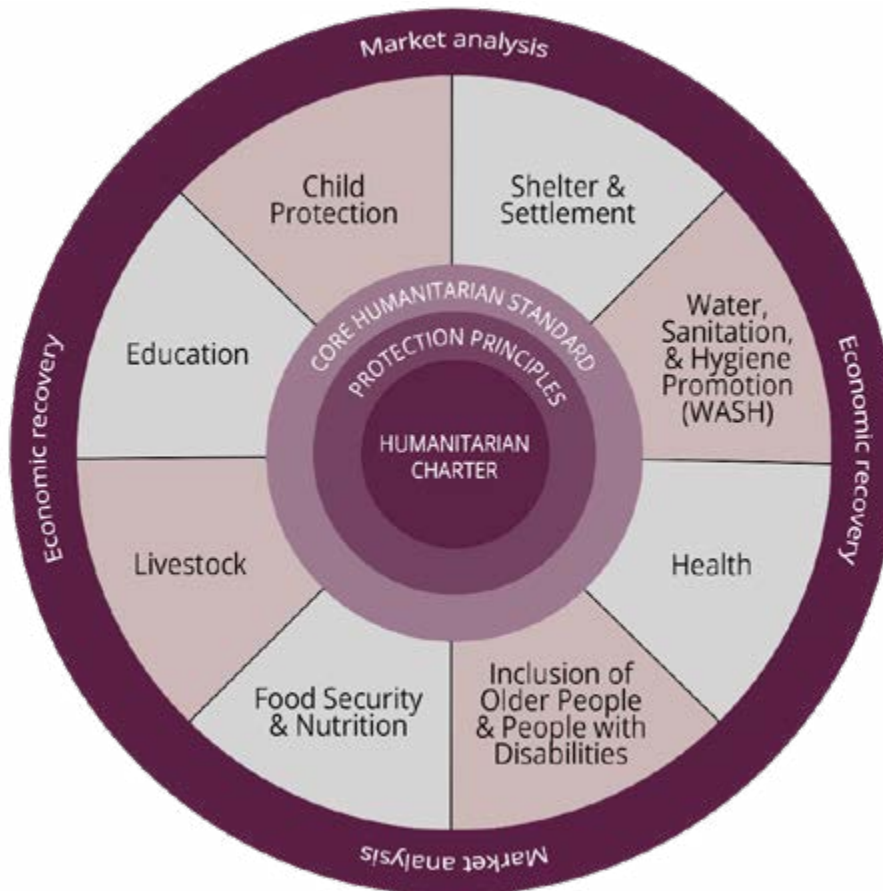 Market analysis
Child
Protection
Shelter &
Settlement
Education
Water,
Sanitation,
& Hygiene
Promotion
(WASH)
CORE HUMANITARIAN STANDARD
PROTECTION PRINCIPLES
HUMANITARIAN
CHARTER
Economic recovery
Economic recovery
Livestock
Health
Food Security
& Nutrition
Inclusion of
Older People
& People with
Disabilities
Market analysis